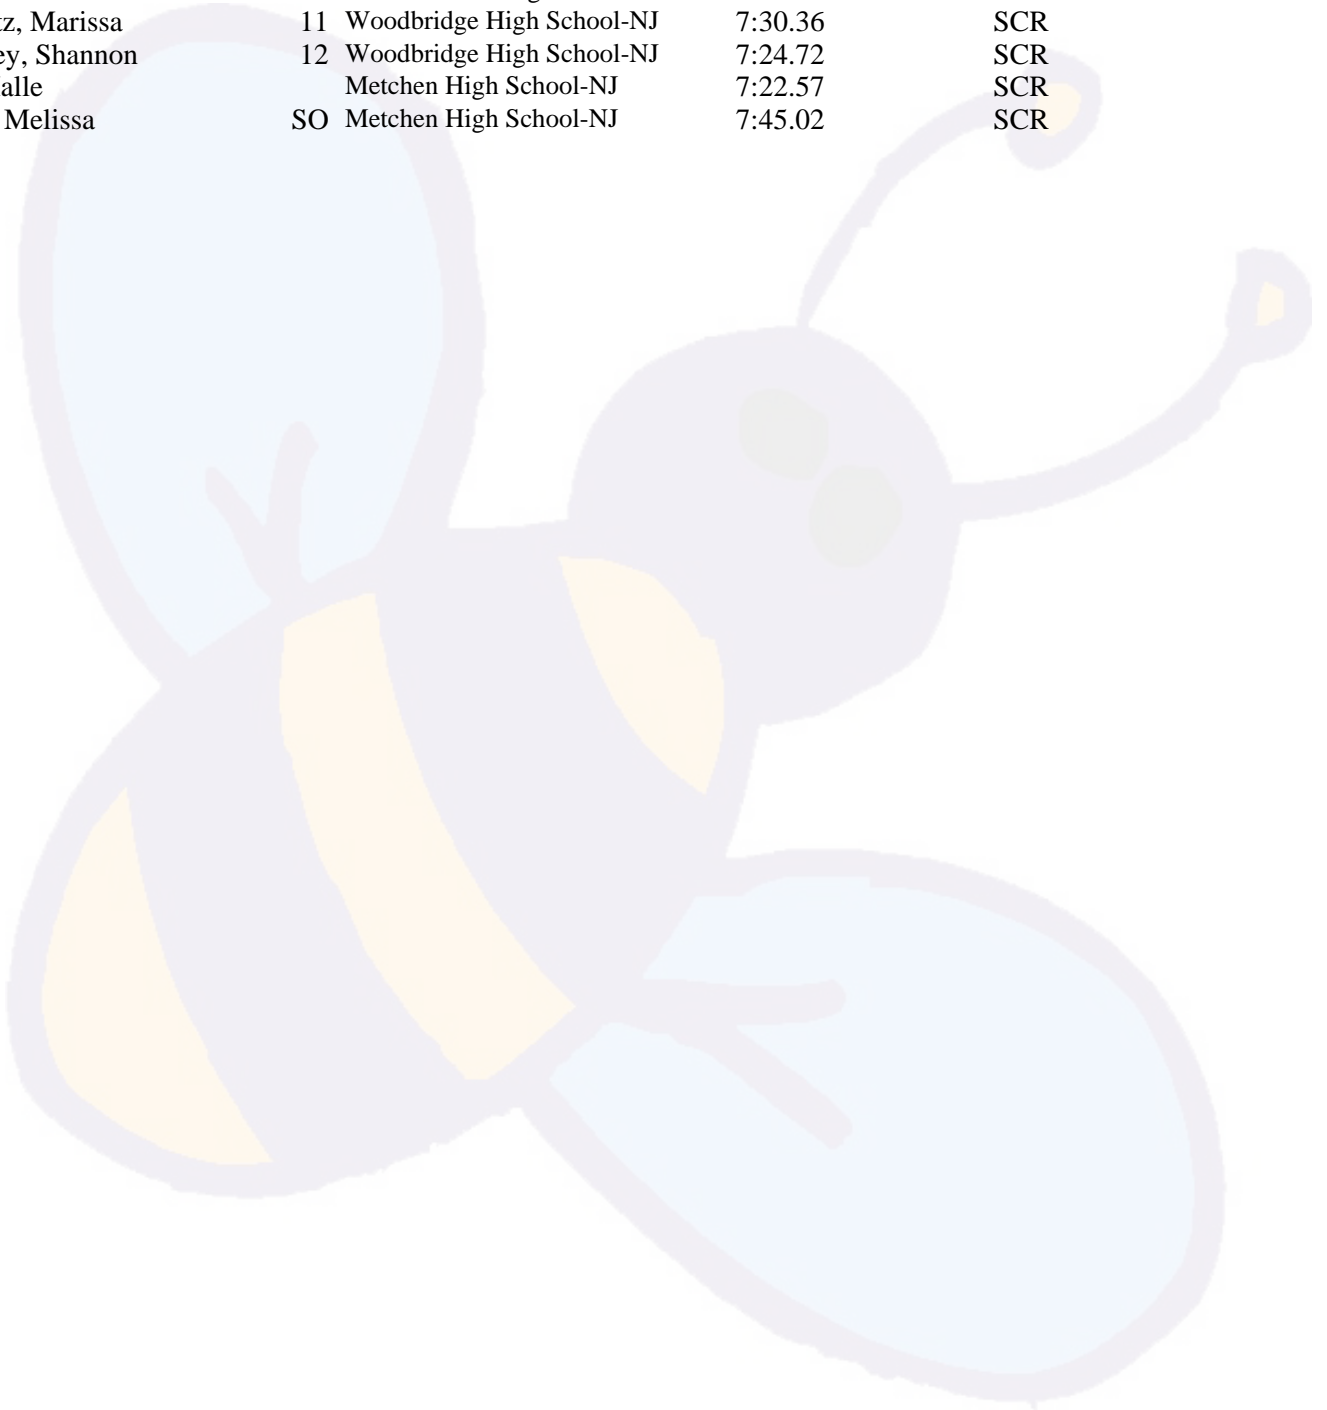 tz, Marissa 11 Woodbridge High School-NJ 7:30.36 SCR
ey, Shannon 12 Woodbridge High School-NJ 7:24.72 SCR
alle Metchen High School-NJ 7:22.57 SCR
Melissa SO Metchen High School-NJ 7:45.02 SCR